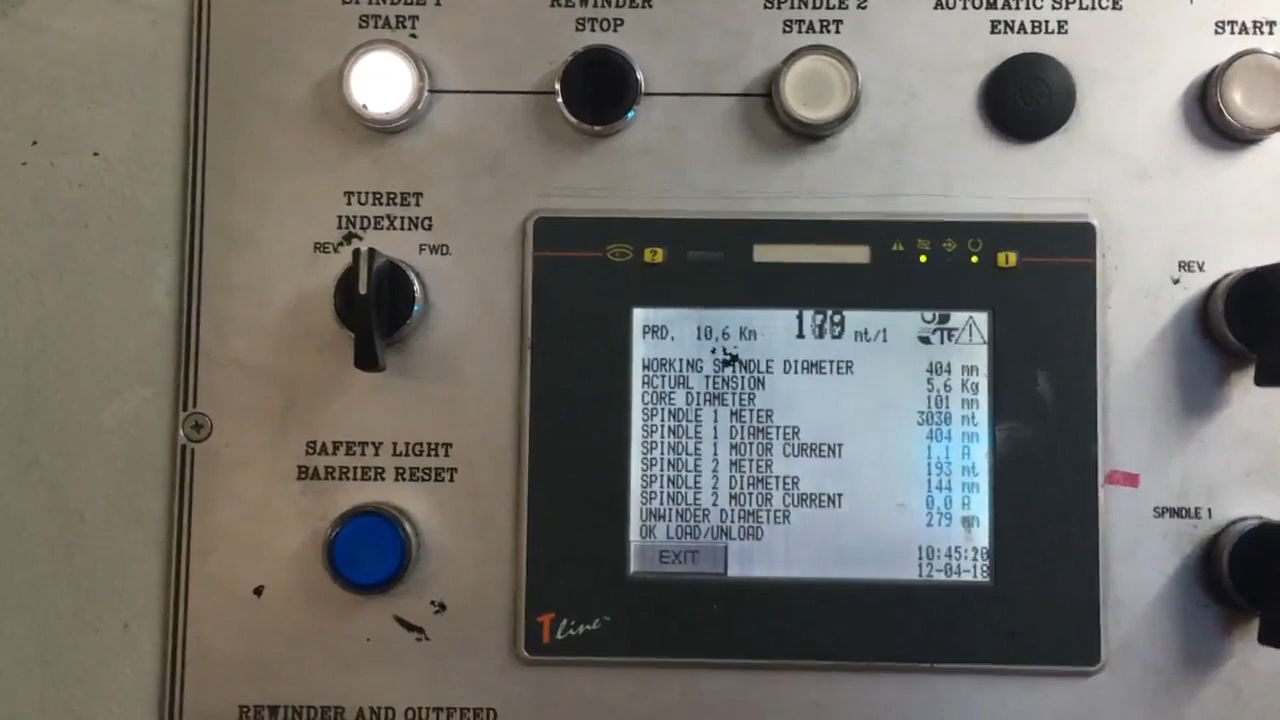 SPINDLE 1
START
REWINDER
STOP
SPINDLE 2
START
AUTOMATIC SPLICE
ENABLE
START
TURRET
INDEXING
REV. FWD.
REV.
SAFETY LIGHT
BARRIER RESET
SPINDLE 1
PRD, 10,6 Km mt/1
WORKING SPINDLE DIAMETER 404 mm
ACTUAL TENSION 5,6 Kg
CORE DIAMETER 101 mm
SPINDLE 1 METER 3030 mt
SPINDLE 1 DIAMETER 404 mm
SPINDLE 1 MOTOR CURRENT 1,1 A
SPINDLE 2 METER 193 mt
SPINDLE 2 DIAMETER 144 mm
SPINDLE 2 MOTOR CURRENT 0,0 A
UNWINDER DIAMETER 279 mm
OK LOAD/UNLOAD
EXIT
10:45:20
12-04-18
T line™
REWINDER AND OUTFEED